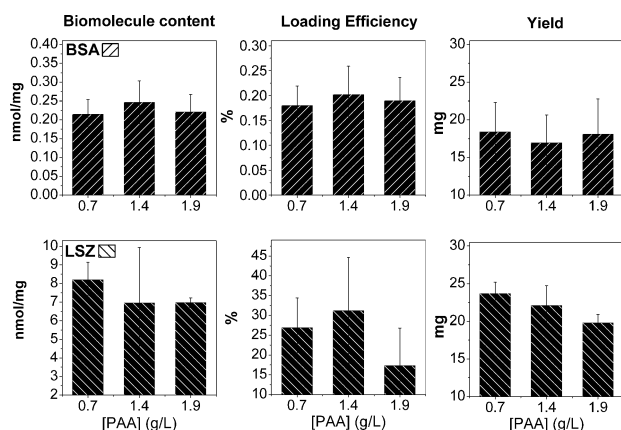 Biomolecule content Loading Efficiency Yield
BSA
nmol/mg
0.40
0.35
0.30
0.25
0.20
0.15
0.10
0.05
0.00
0.7 1.4 1.9
%
0.30
0.25
0.20
0.15
0.10
0.05
0.00
0.7 1.4 1.9
mg
30
25
20
15
10
0.7 1.4 1.9
LSZ
nmol/mg
10
9
8
7
6
5
4
3
2
0.7 1.4 1.9
[PAA] (g/L)
%
45
40
35
30
25
20
15
10
0.7 1.4 1.9
[PAA] (g/L)
mg
30
25
20
15
10
0.7 1.4 1.9
[PAA] (g/L)